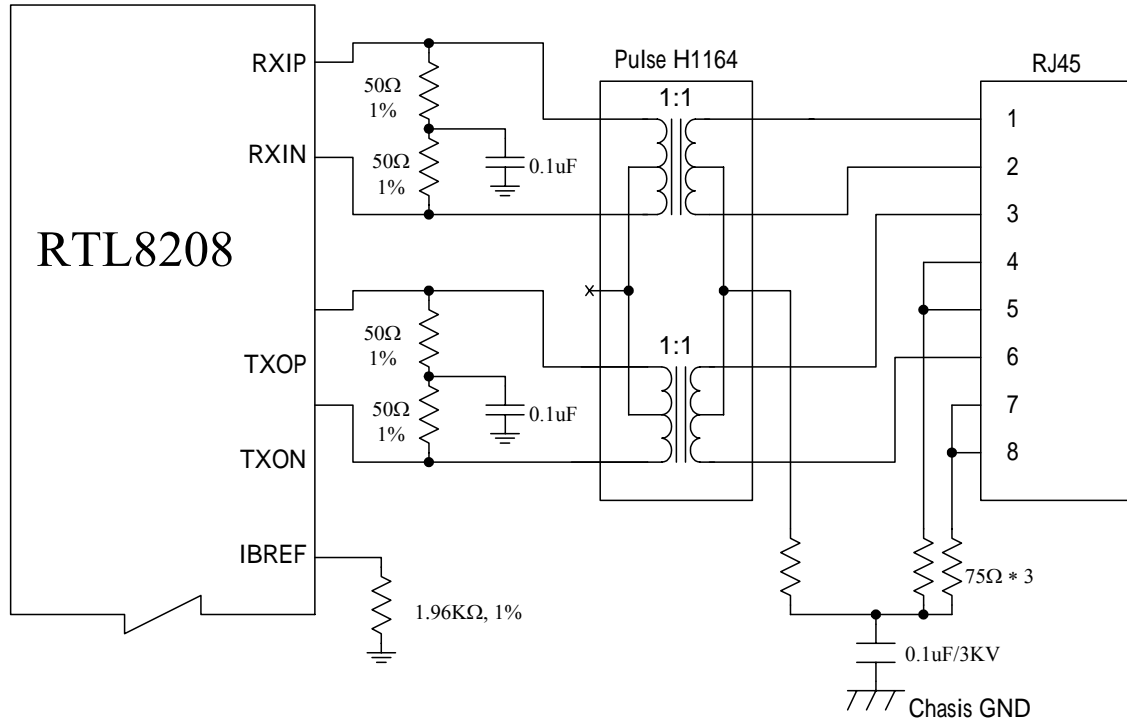 Pulse H1164
RJ45
RXIP
50Ω
1%
1:1
1
RXIN
50Ω
1%
0.1uF
2
3
RTL8208
4
5
50Ω
1%
1:1
6
TXOP
7
50Ω
1%
0.1uF
TXON
8
IBREF
75Ω * 3
1.96KΩ, 1%
0.1uF/3KV
Chasis GND